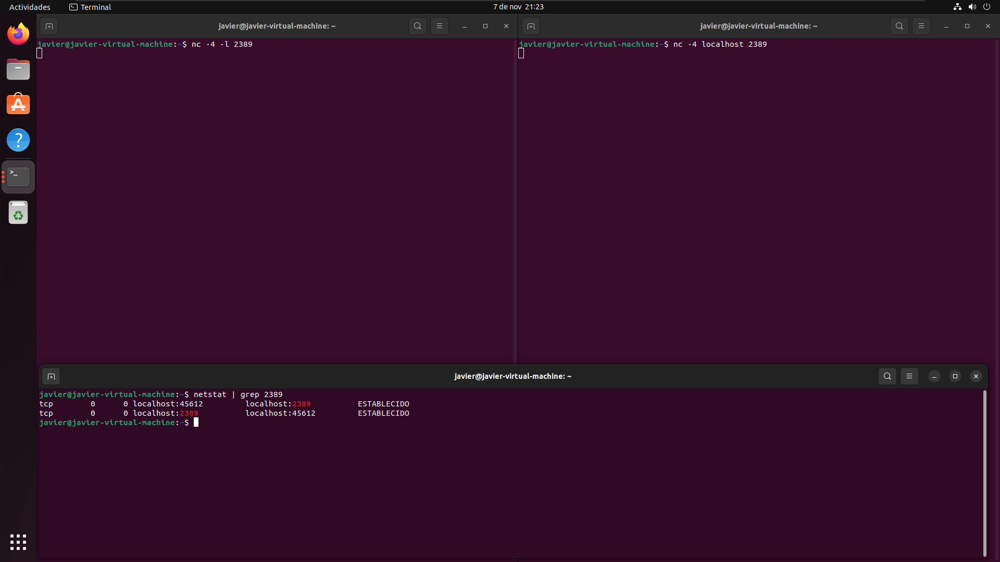 Actividades Terminal 7 de nov 21:23
javier@javier-virtual-machine: ~
javier@javier-virtual-machine:~$ nc -4 -l 2389
javier@javier-virtual-machine: ~
javier@javier-virtual-machine:~$ nc -4 localhost 2389
javier@javier-virtual-machine: ~
javier@javier-virtual-machine:~$ netstat | grep 2389
tcp        0      0 localhost:45612         localhost:2389          ESTABLECIDO
tcp        0      0 localhost:2389          localhost:45612         ESTABLECIDO
javier@javier-virtual-machine:~$